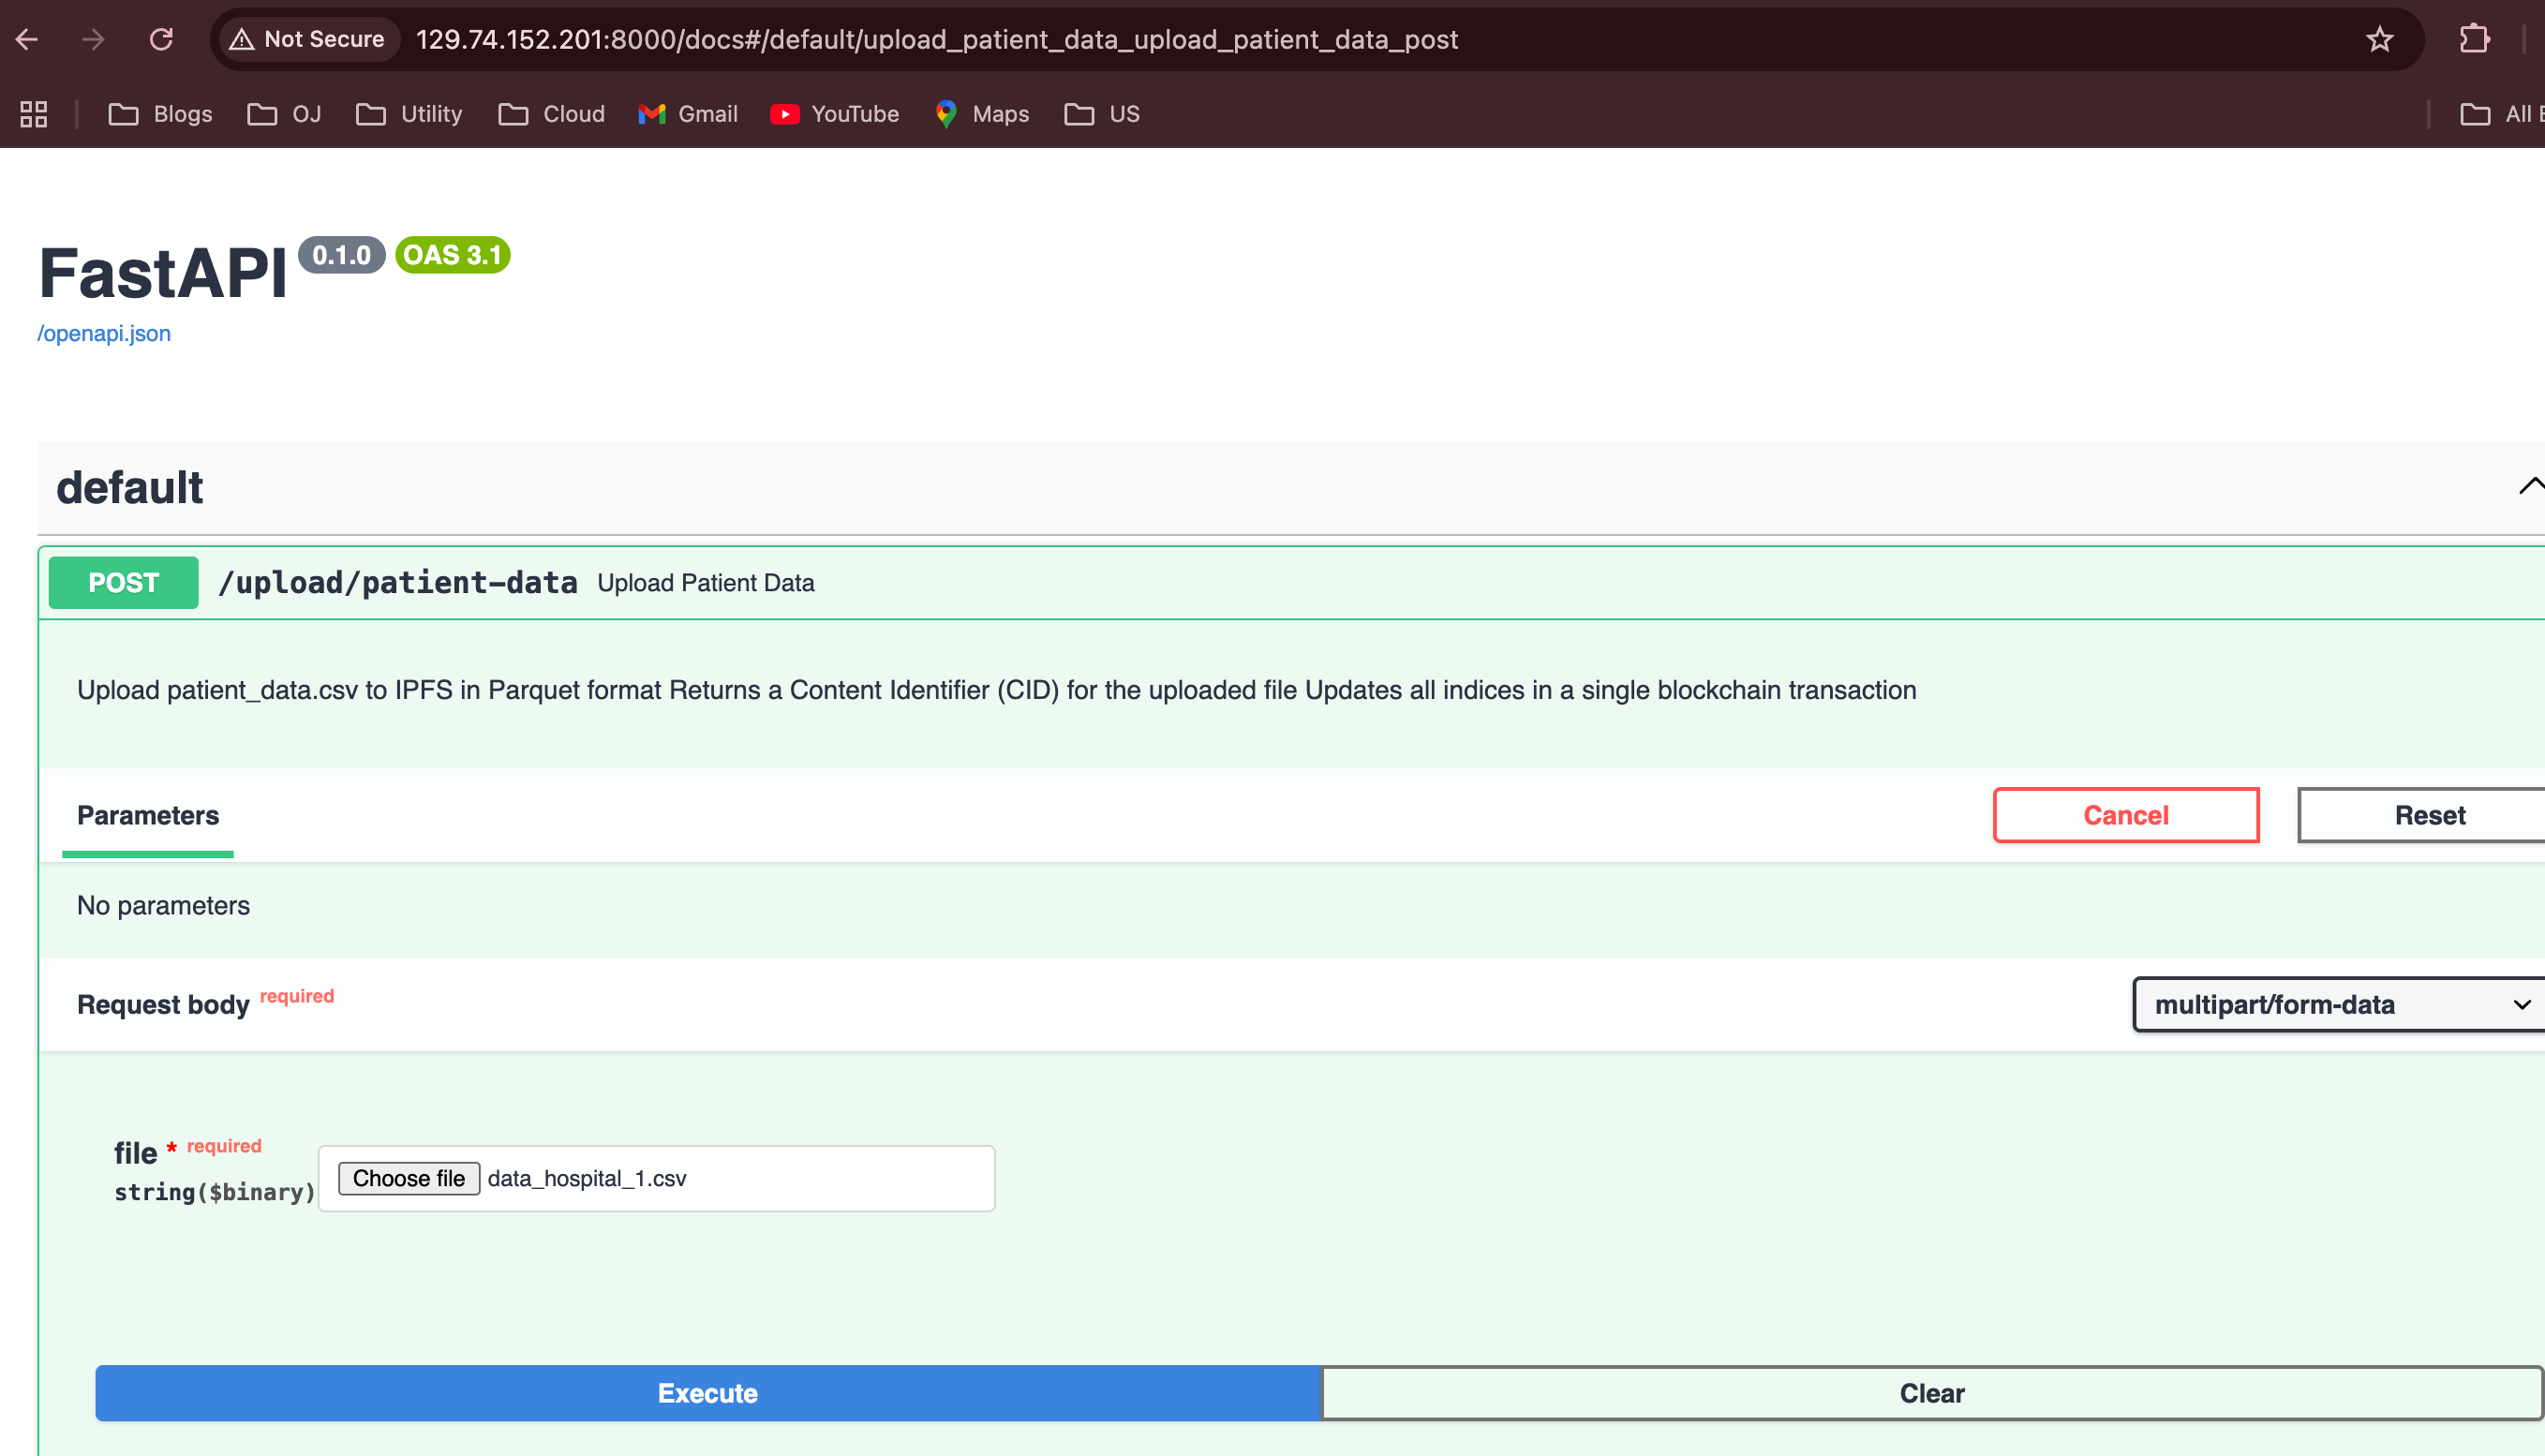 Not Secure 129.74.152.201:8000/docs#/default/upload_patient_data_upload_patient_data_post
Blogs OJ Utility Cloud Gmail YouTube Maps US All
FastAPI 0.1.0 OAS 3.1
/openapi.json
default
POST /upload/patient-data Upload Patient Data
Upload patient_data.csv to IPFS in Parquet format Returns a Content Identifier (CID) for the uploaded file Updates all indices in a single blockchain transaction
Parameters Cancel Reset
No parameters
Request body required multipart/form-data
file * required
string($binary) Choose file data_hospital_1.csv
Execute Clear